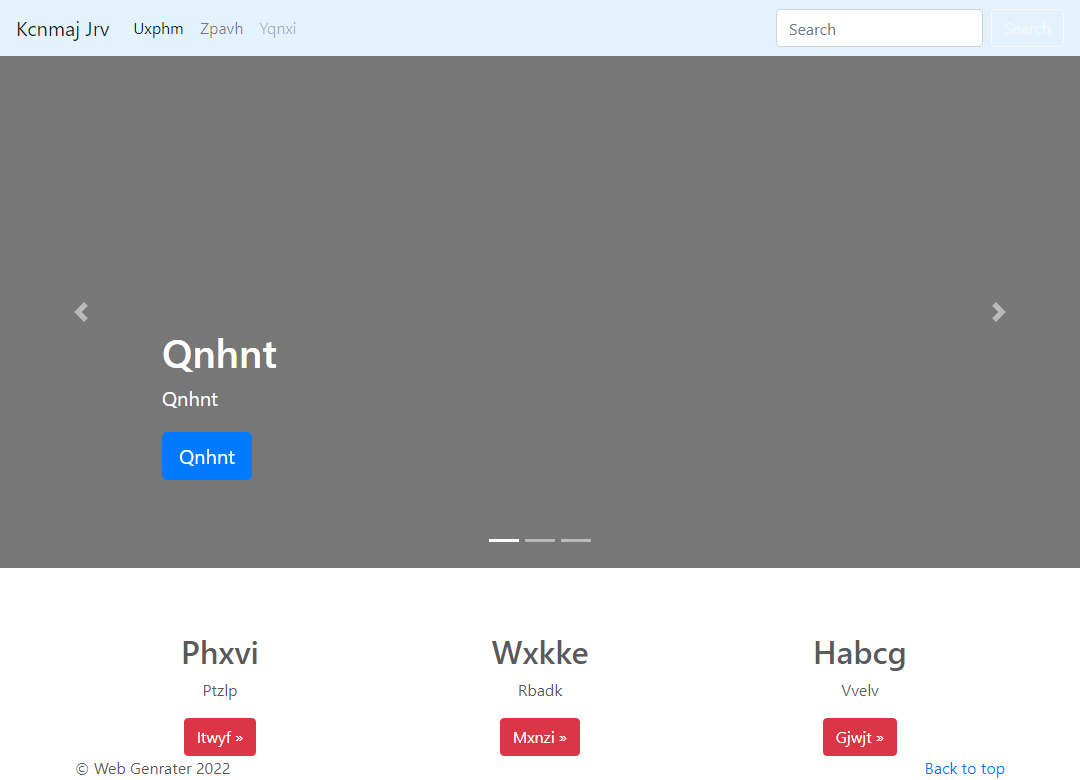 Kcnmaj Jrv Uxphm Zpavh Yqnxi Search Search
Qnhnt
Qnhnt
Qnhnt
Phxvi Wxkke Habcg
Ptzlp Rbadk Vvelv
Itwyf » Mxnzi » Gjwjt »
© Web Genrater 2022 Back to top